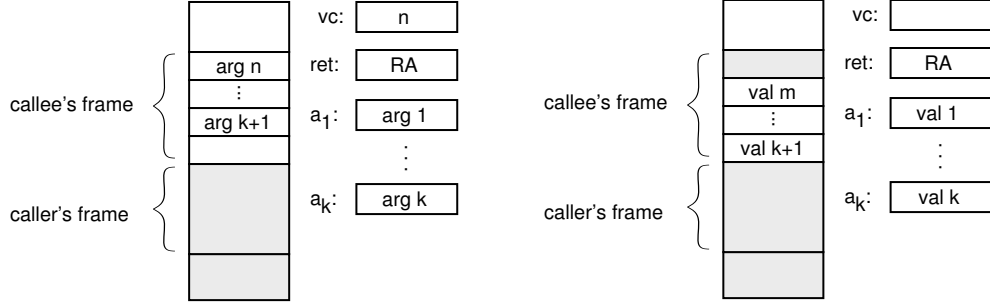 vc: n
ret: RA
arg n
⋮
callee's frame
arg k+1
a1: arg 1
⋮
caller's frame
ak: arg k
vc:
ret: RA
val m
⋮
callee's frame
val k+1
a1: val 1
⋮
caller's frame
ak: val k